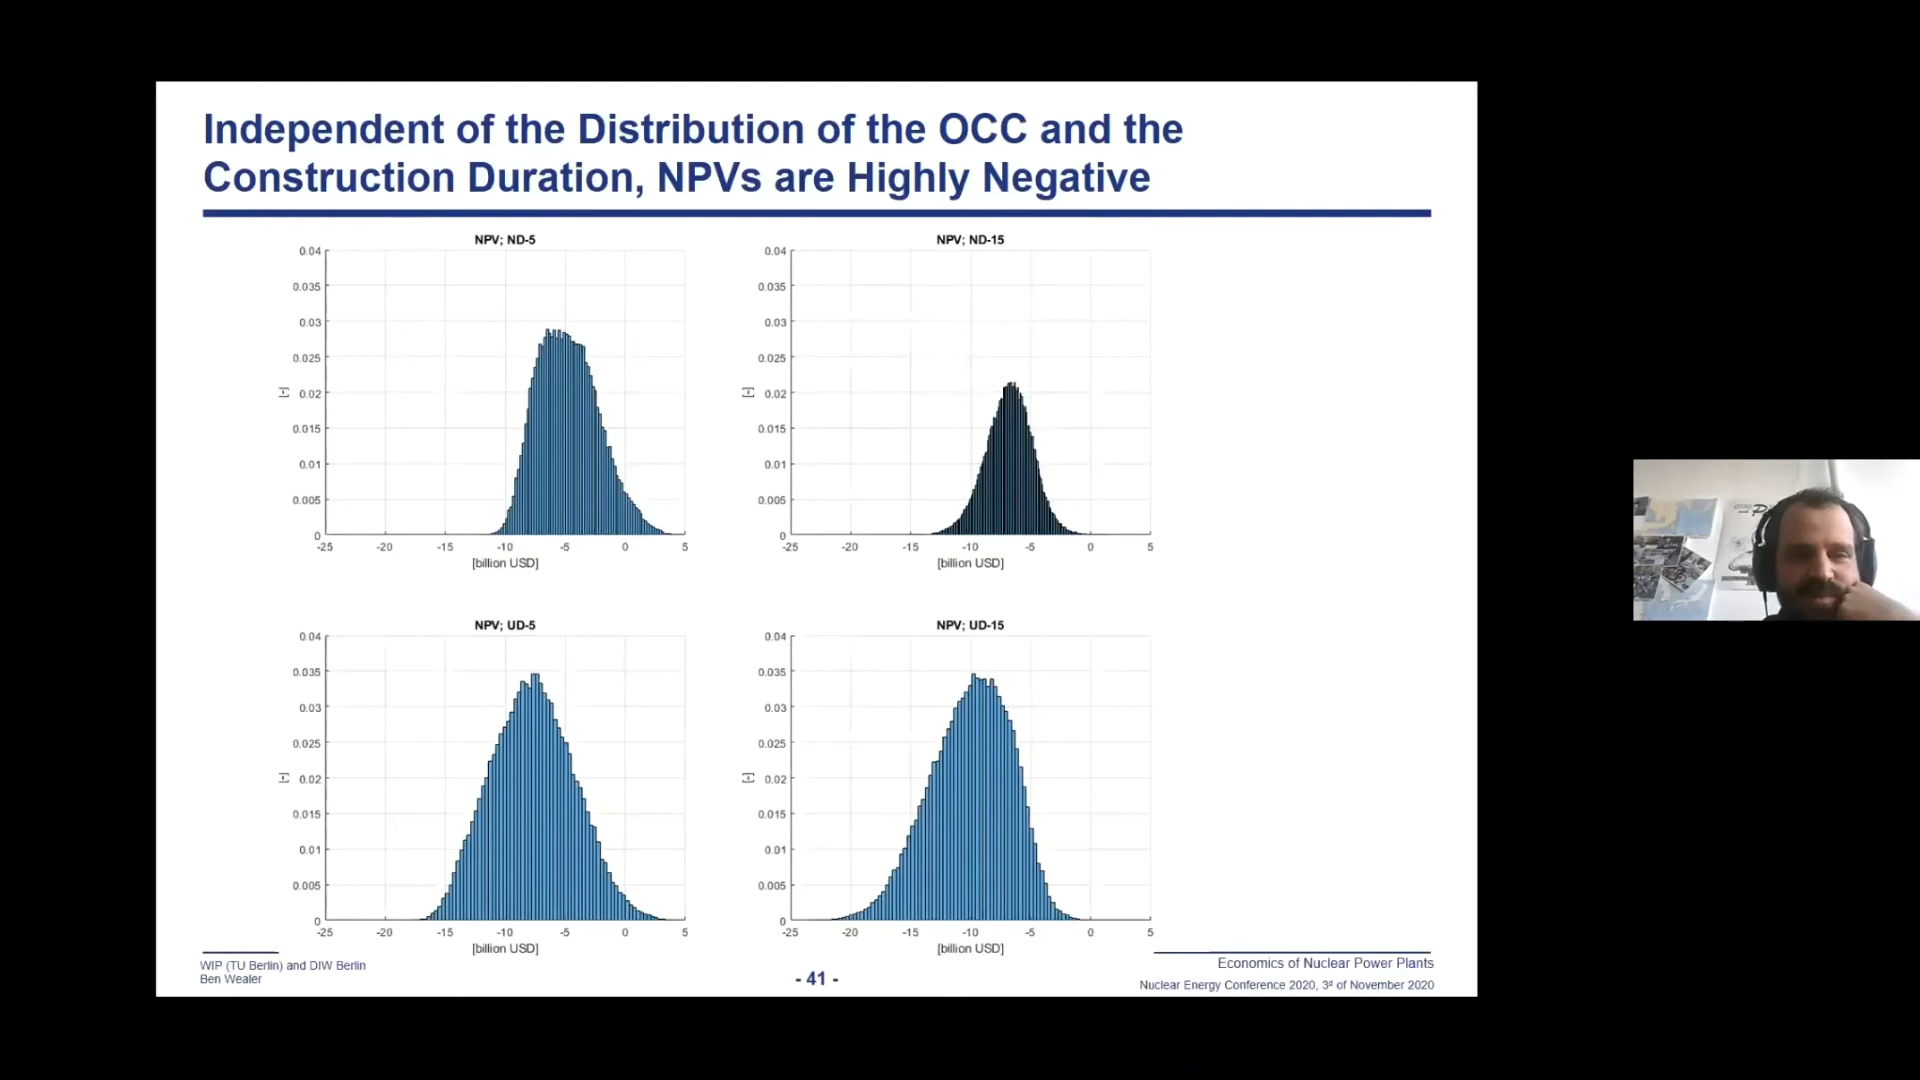 Independent of the Distribution of the OCC and the
Construction Duration, NPVs are Highly Negative
NPV; ND-5
0.04
0.035
0.03
0.025
0.02
0.015
0.01
0.005
0
[-]
-25 -20 -15 -10 -5 0 5
[billion USD]
NPV; ND-15
0.04
0.035
0.03
0.025
0.02
0.015
0.01
0.005
0
[-]
-25 -20 -15 -10 -5 0 5
[billion USD]
NPV; UD-5
0.04
0.035
0.03
0.025
0.02
0.015
0.01
0.005
0
[-]
-25 -20 -15 -10 -5 0 5
[billion USD]
NPV; UD-15
0.04
0.035
0.03
0.025
0.02
0.015
0.01
0.005
0
[-]
-25 -20 -15 -10 -5 0 5
[billion USD]
WIP (TU Berlin) and DIW Berlin
Ben Wealer
- 41 -
Economics of Nuclear Power Plants
Nuclear Energy Conference 2020, 3ᵈ of November 2020